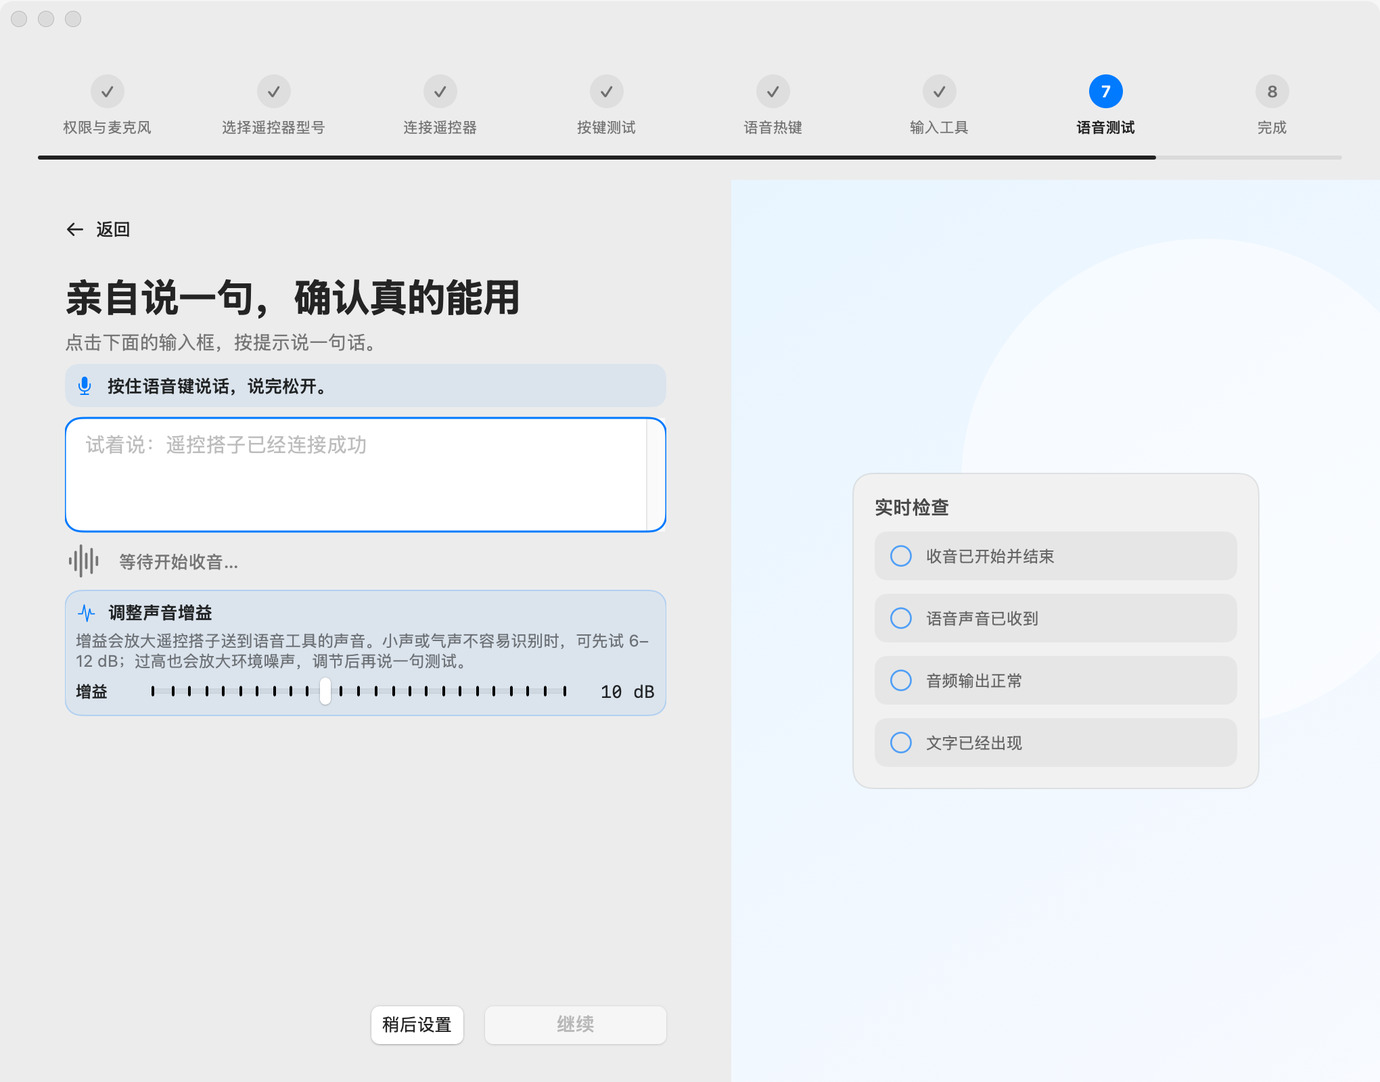 权限与麦克风
选择遥控器型号
连接遥控器
按键测试
语音热键
输入工具
7
语音测试
8
完成
返回
亲自说一句，确认真的能用
点击下面的输入框，按提示说一句话。
按住语音键说话，说完松开。
试着说：遥控搭子已经连接成功
等待开始收音...
调整声音增益
增益会放大遥控搭子送到语音工具的声音。小声或气声不容易识别时，可先试 6–
12 dB；过高也会放大环境噪声，调节后再说一句测试。
增益
10 dB
稍后设置
继续
实时检查
收音已开始并结束
语音声音已收到
音频输出正常
文字已经出现